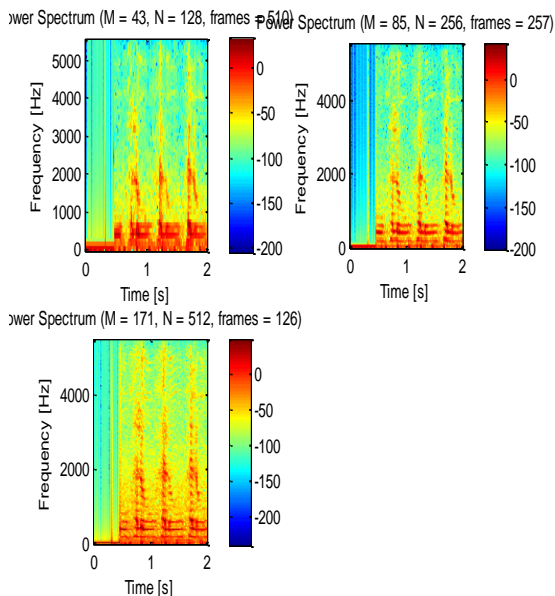 ower Spectrum (M = 43, N = 128, frames = 510)
Power Spectrum (M = 85, N = 256, frames = 257)
5000
4000
3000
2000
1000
0
Frequency [Hz]
0 1 2
Time [s]
0
-50
-100
-150
-200
4000
2000
0
Frequency [Hz]
0 1 2
Time [s]
0
-50
-100
-150
-200
ower Spectrum (M = 171, N = 512, frames = 126)
4000
2000
0
Frequency [Hz]
0 1 2
Time [s]
0
-50
-100
-150
-200